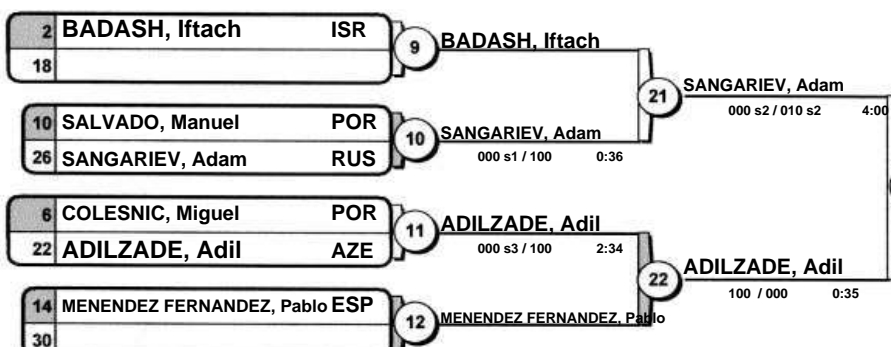 2 BADASH, Iftach ISR
18
9
BADASH, Iftach
10 SALVADO, Manuel POR
26 SANGARIEV, Adam RUS
10
SANGARIEV, Adam
000 s1 / 100 0:36
21
SANGARIEV, Adam
000 s2 / 010 s2 4:00
6 COLESNIC, Miguel POR
22 ADILZADE, Adil AZE
11
ADILZADE, Adil
000 s3 / 100 2:34
14 MENENDEZ FERNANDEZ, Pablo ESP
30
12
MENENDEZ FERNANDEZ, Pablo
22
ADILZADE, Adil
100 / 000 0:35